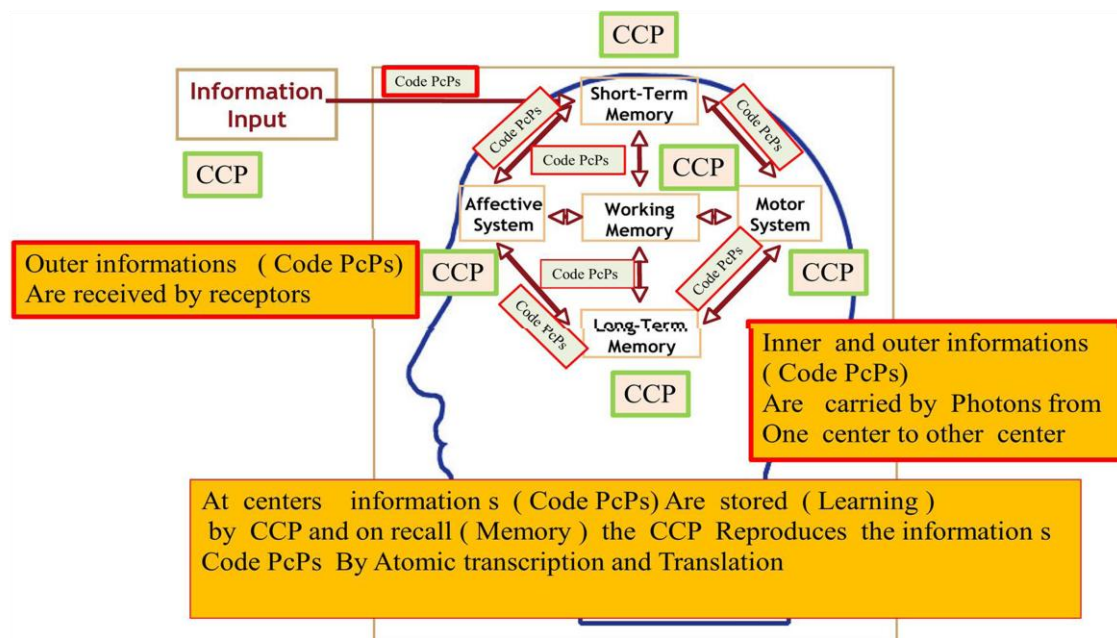 CCP
Code PcPs
Information
Input
Short-Term
Memory
Code PcPs
Code PcPs
Code PcPs
CCP
CCP
Affective
System
Working
Memory
Motor
System
Outer informations ( Code PcPs)
Are received by receptors
CCP
Code PcPs
Code PcPs
CCP
Code PcPs
Long-Term
Memory
Inner and outer informations
( Code PcPs)
Are carried by Photons from
One center to other center
CCP
At centers information s ( Code PcPs) Are stored ( Learning )
by CCP and on recall ( Memory ) the CCP Reproduces the information s
Code PcPs By Atomic transcription and Translation